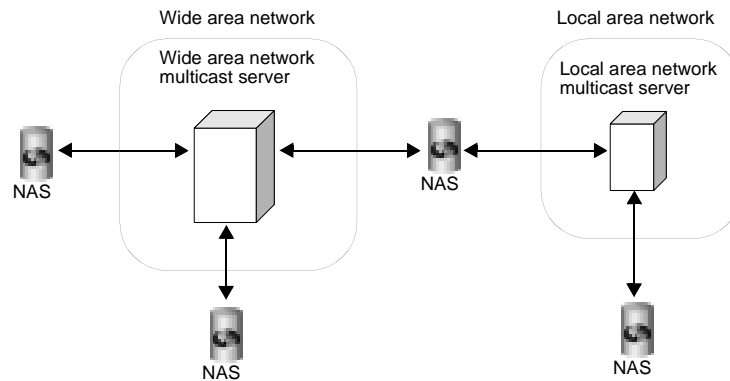 Wide area network
Local area network
Wide area network
multicast server
Local area network
multicast server
NAS
NAS
NAS
NAS